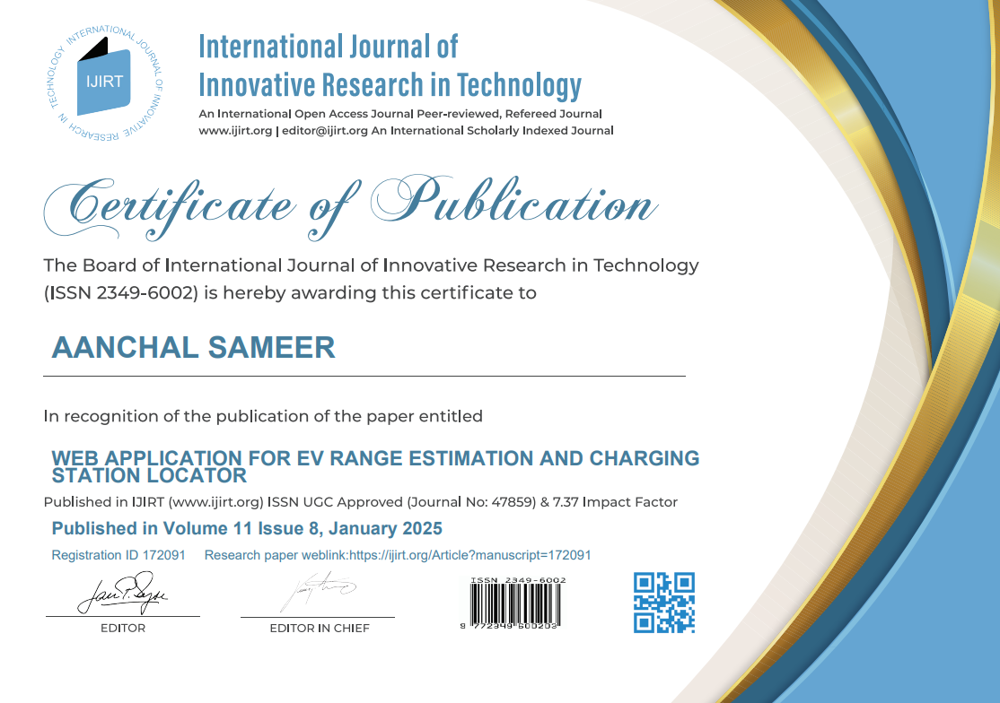 INTERNATIONAL JOURNAL OF INNOVATIVE RESEARCH IN TECHNOLOGY
IJIRT
International Journal of
Innovative Research in Technology
An International Open Access Journal Peer-reviewed, Refereed Journal
www.ijirt.org | editor@ijirt.org An International Scholarly Indexed Journal
Certificate of Publication
The Board of International Journal of Innovative Research in Technology
(ISSN 2349-6002) is hereby awarding this certificate to
AANCHAL SAMEER
In recognition of the publication of the paper entitled
WEB APPLICATION FOR EV RANGE ESTIMATION AND CHARGING
STATION LOCATOR
Published in IJIRT (www.ijirt.org) ISSN UGC Approved (Journal No: 47859) & 7.37 Impact Factor
Published in Volume 11 Issue 8, January 2025
Registration ID 172091 Research paper weblink:https://ijirt.org/Article?manuscript=172091
EDITOR
EDITOR IN CHIEF
ISSN 2349-6002
9 772349 600203